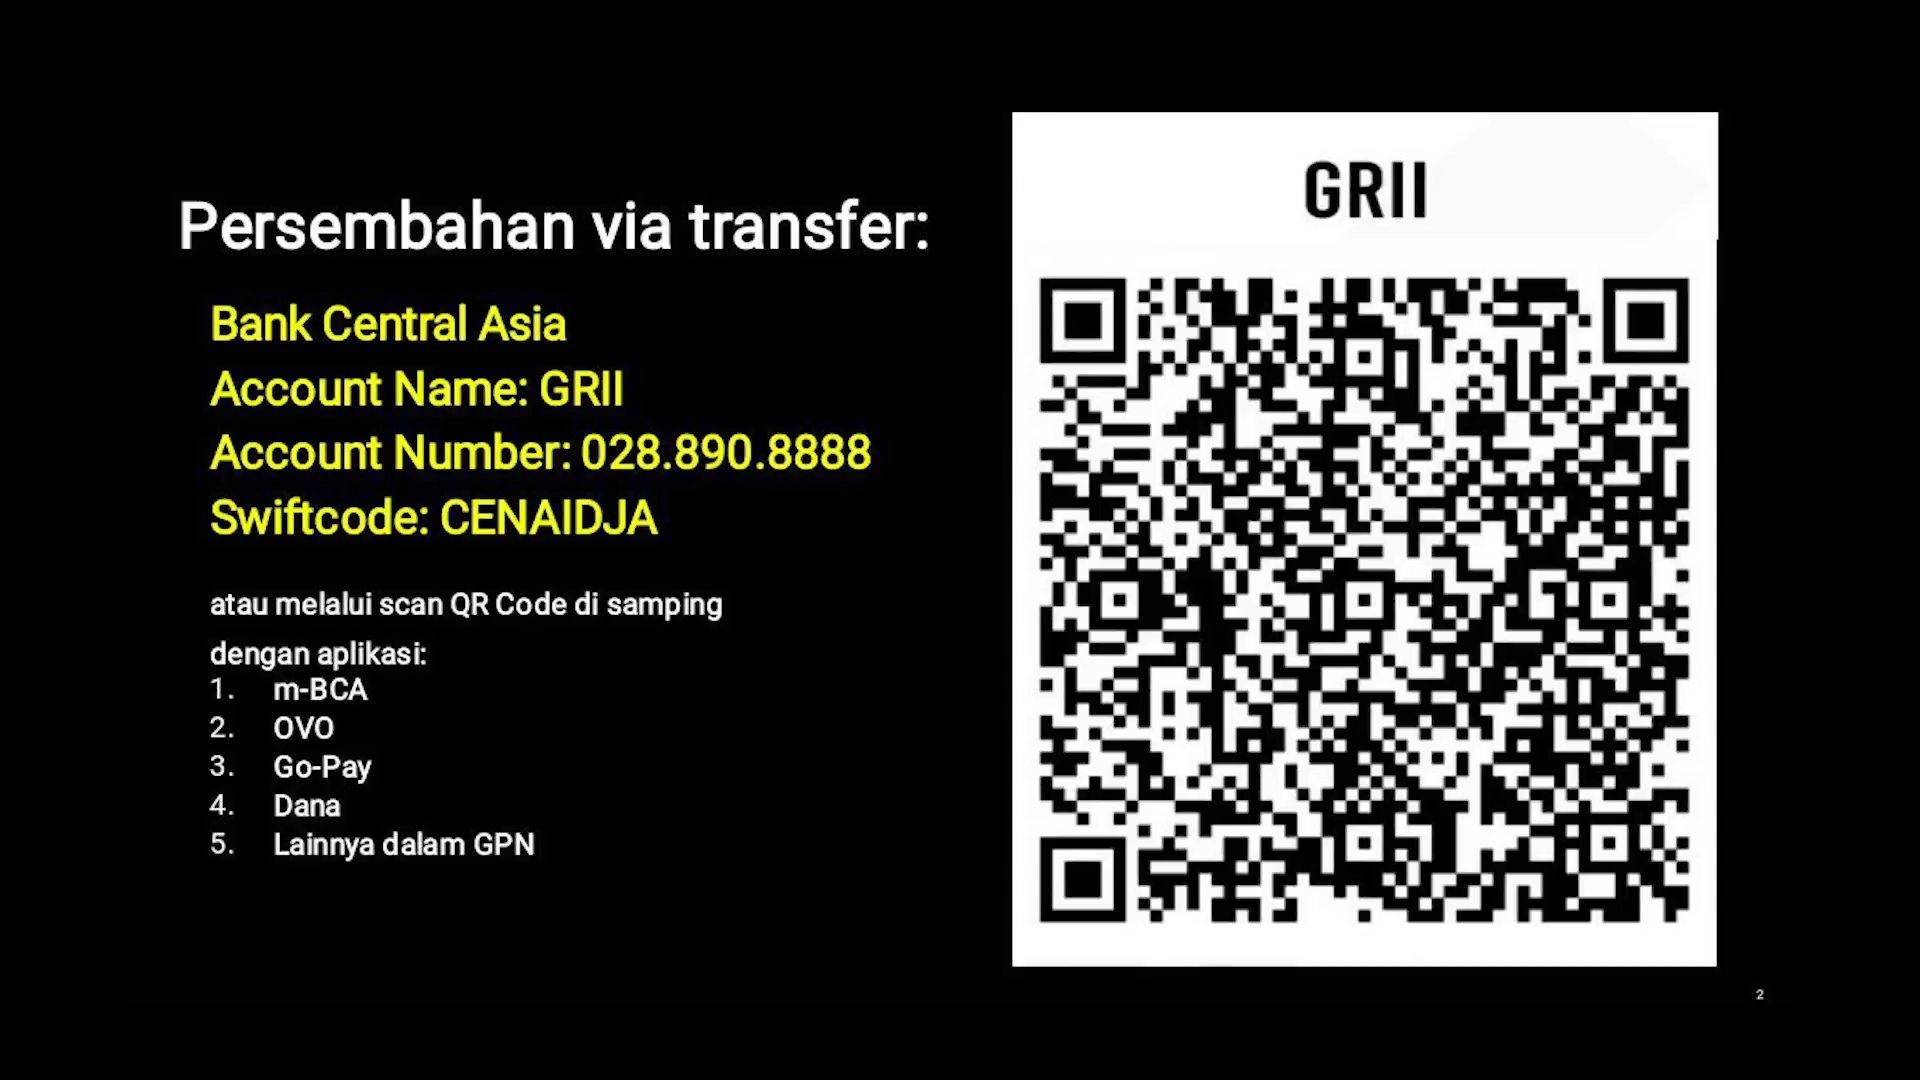 Persembahan via transfer:
Bank Central Asia
Account Name: GRII
Account Number: 028.890.8888
Swiftcode: CENAIDJA
atau melalui scan QR Code di samping
dengan aplikasi:
1. m-BCA
2. OVO
3. Go-Pay
4. Dana
5. Lainnya dalam GPN
GRII
2